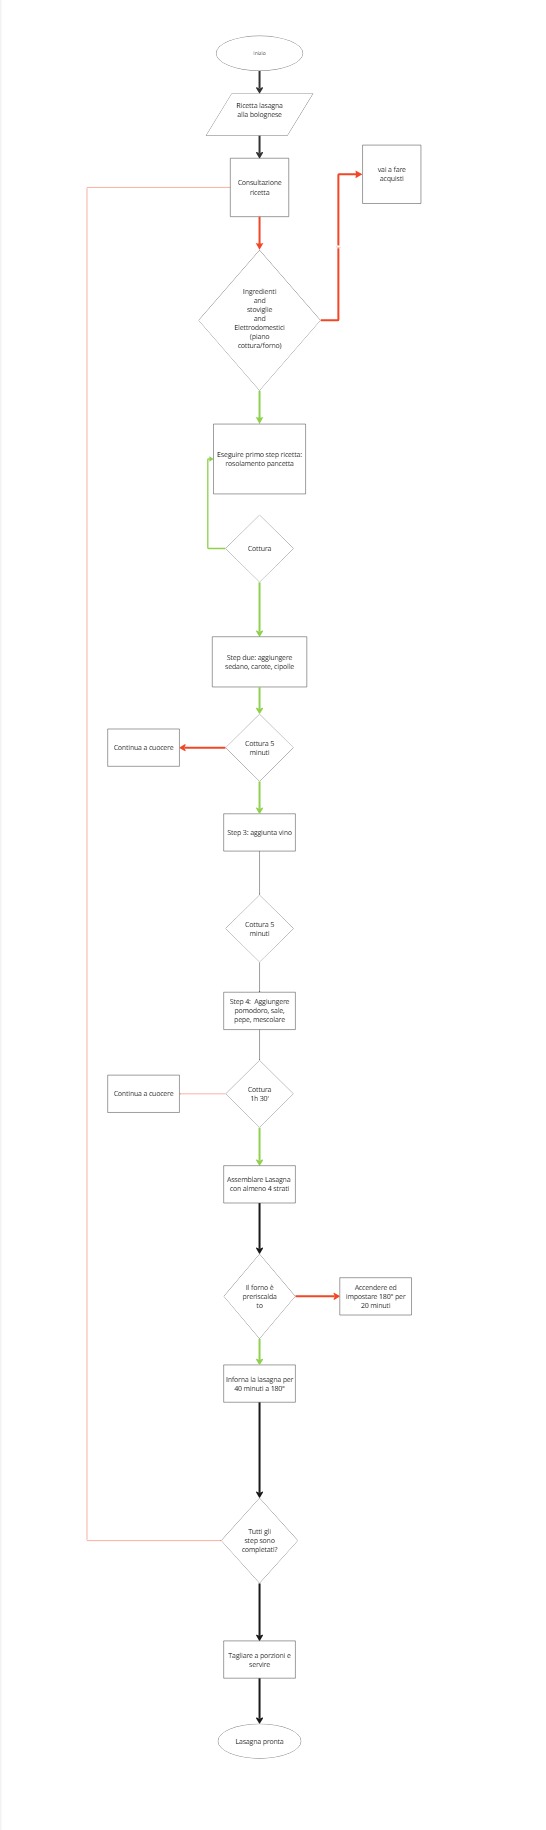 Inizio
Ricetta lasagna
alla bolognese
Consultazione
ricetta
vai a fare
acquisti
Ingredienti
and
stoviglie
and
Elettrodomestici
(piano
cottura/forno)
Eseguire primo step ricetta:
rosolamento pancetta
Cottura
Step due: aggiungere
sedano, carote, cipolle
Continua a cuocere
Cottura 5
minuti
Step 3: aggiunta vino
Cottura 5
minuti
Step 4: Aggiungere
pomodoro, sale,
pepe, mescolare
Continua a cuocere
Cottura
1h 30'
Assemblare Lasagna
con almeno 4 strati
Il forno è
preriscalda
to
Accendere ed
impostare 180° per
20 minuti
Inforna la lasagna per
40 minuti a 180°
Tutti gli
step sono
completati?
Tagliare a porzioni e
servire
Lasagna pronta